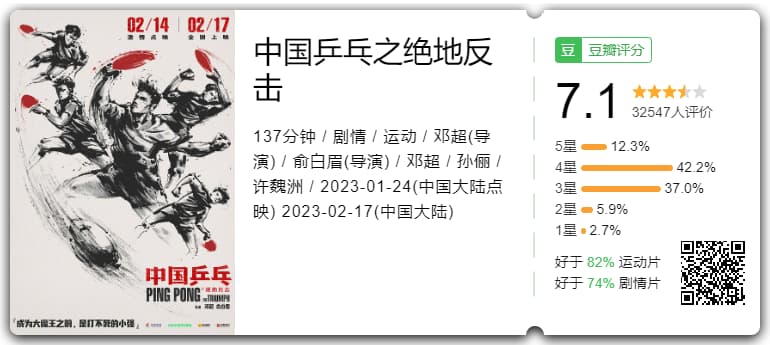 02/14 | 02/17
激情点映 全国上映
中国乒乓
之绝地反击
PING PONG THE TRIUMPH
导演 邓超 俞白眉
成为大魔王之前，是打不死的小强
中国乒乓之绝地反
击
137分钟 / 剧情 / 运动 / 邓超(导
演) / 俞白眉(导演) / 邓超 / 孙俪 /
许魏洲 / 2023-01-24(中国大陆点
映) 2023-02-17(中国大陆)
豆 豆瓣评分
7.1
32547人评价
5星 12.3%
4星 42.2%
3星 37.0%
2星 5.9%
1星 2.7%
好于 82% 运动片
好于 74% 剧情片